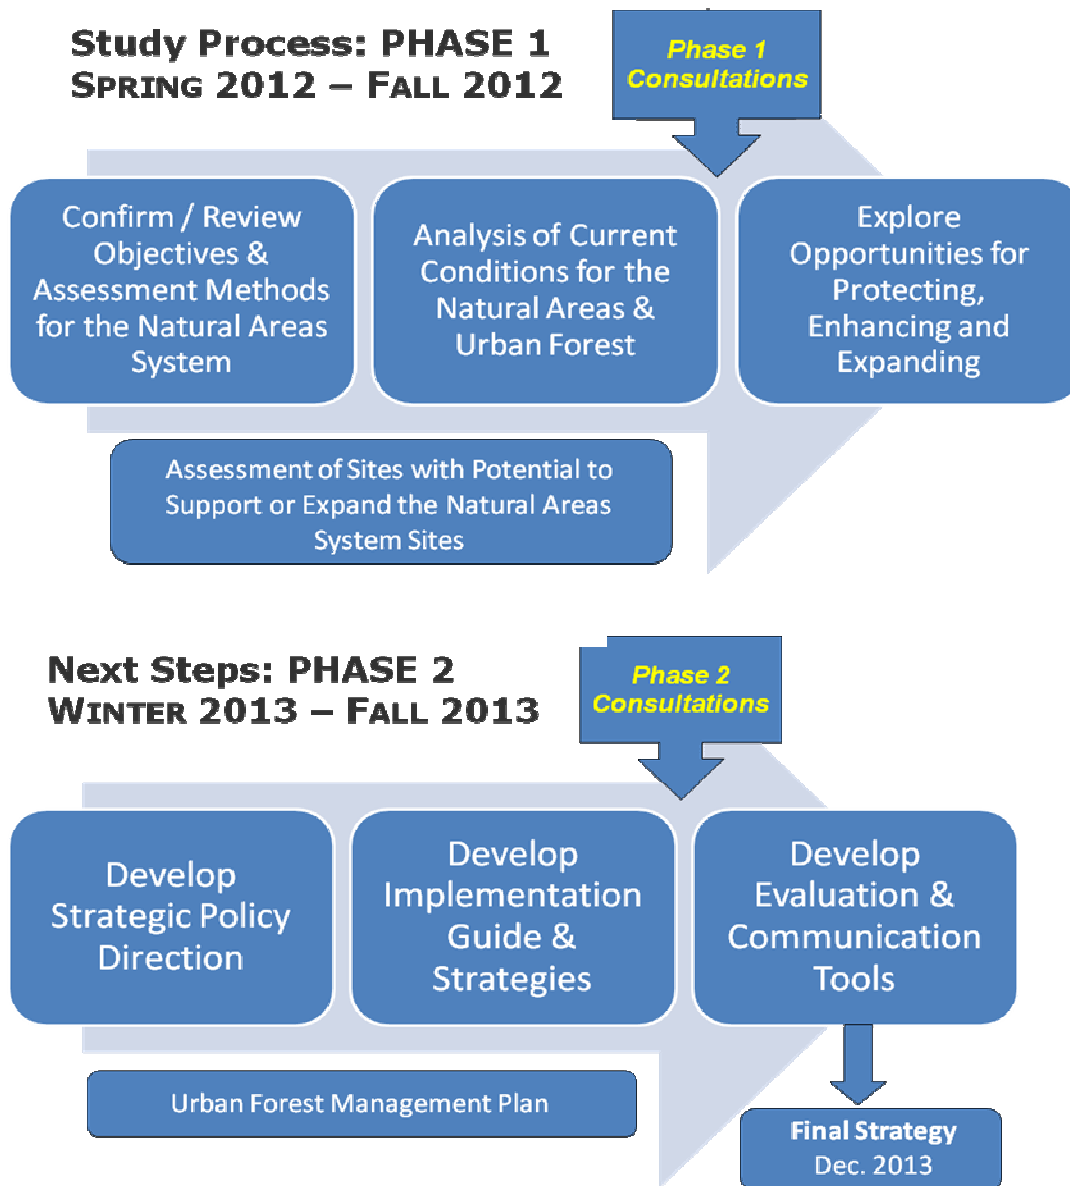 Study Process: PHASE 1
SPRING 2012 – FALL 2012
Phase 1
Consultations
Confirm / Review
Objectives &
Assessment Methods
for the Natural Areas
System
Analysis of Current
Conditions for the
Natural Areas &
Urban Forest
Explore
Opportunities for
Protecting,
Enhancing and
Expanding
Assessment of Sites with Potential to
Support or Expand the Natural Areas
System Sites
Next Steps: PHASE 2
WINTER 2013 – FALL 2013
Phase 2
Consultations
Develop
Strategic Policy
Direction
Develop
Implementation
Guide &
Strategies
Develop
Evaluation &
Communication
Tools
Urban Forest Management Plan
Final Strategy
Dec. 2013